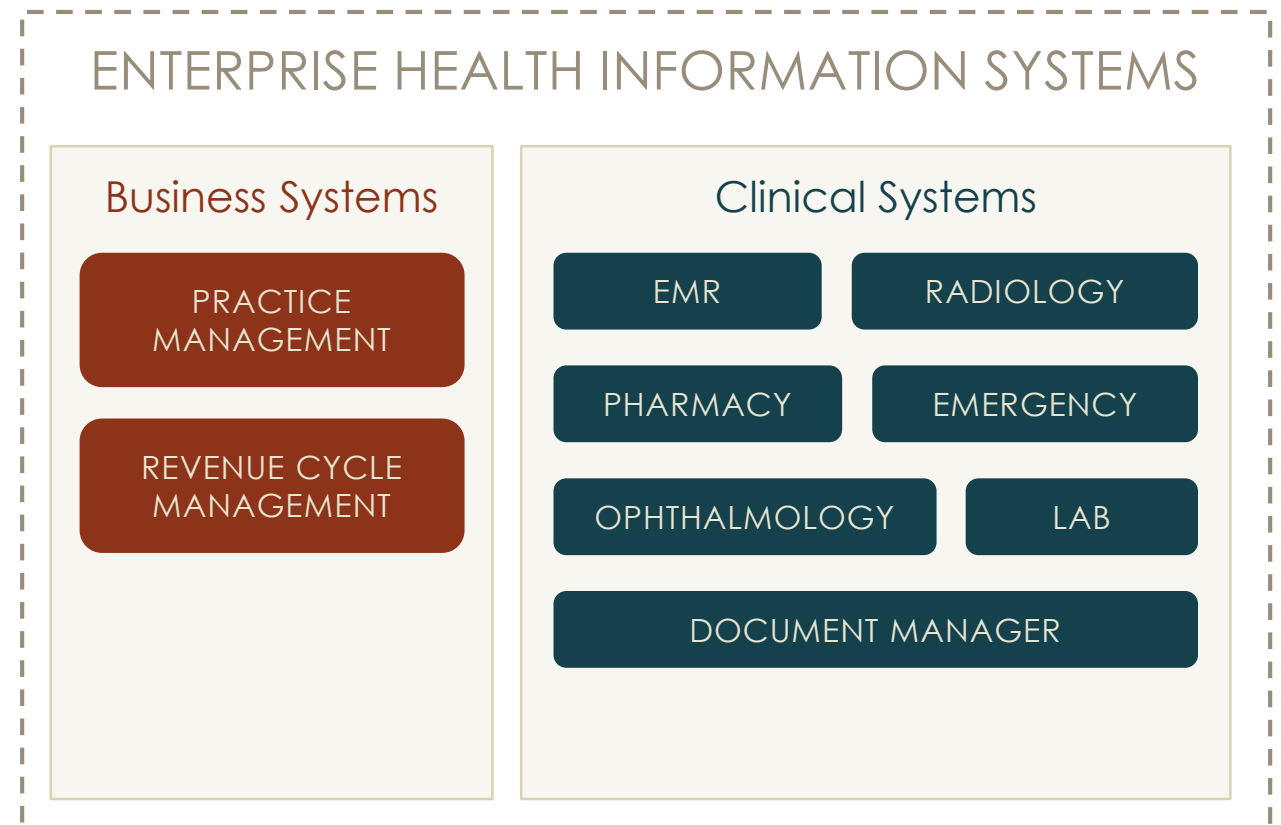 ENTERPRISE HEALTH INFORMATION SYSTEMS
Business Systems
PRACTICE
MANAGEMENT
REVENUE CYCLE
MANAGEMENT
Clinical Systems
EMR
RADIOLOGY
PHARMACY
EMERGENCY
OPHTHALMOLOGY
LAB
DOCUMENT MANAGER